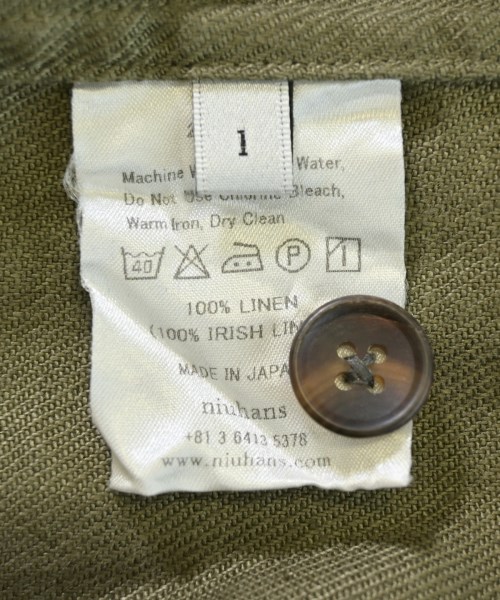 1
Machine Water,
Do Not Use Chlorine Bleach,
Warm Iron, Dry Clean
40 P 1
100% LINEN
(100% IRISH LIN
MADE IN JAPA
niuhans
+81 3 6413 5378
www.niuhans.com